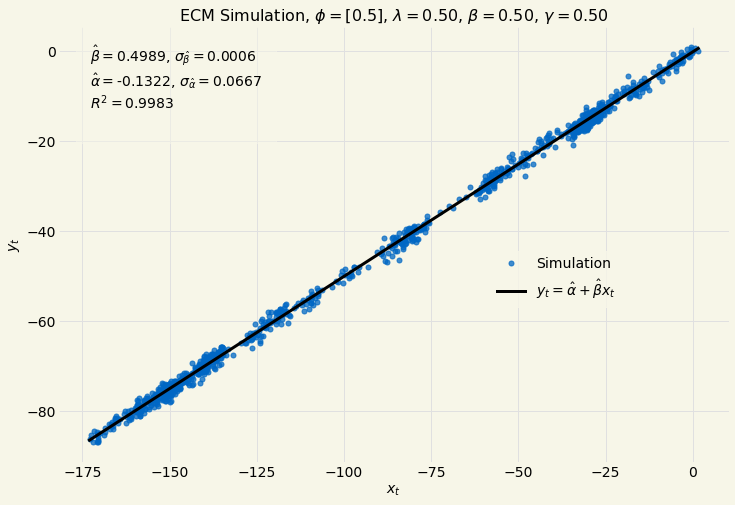 ECM Simulation, ϕ = [0.5], λ = 0.50, β = 0.50, γ = 0.50
0
−20
−40
−60
−80
y_t
β̂ = 0.4989, σ_β̂ = 0.0006
α̂ = -0.1322, σ_α̂ = 0.0667
R² = 0.9983
Simulation
y_t = α̂ + β̂x_t
−175 −150 −125 −100 −75 −50 −25 0
x_t